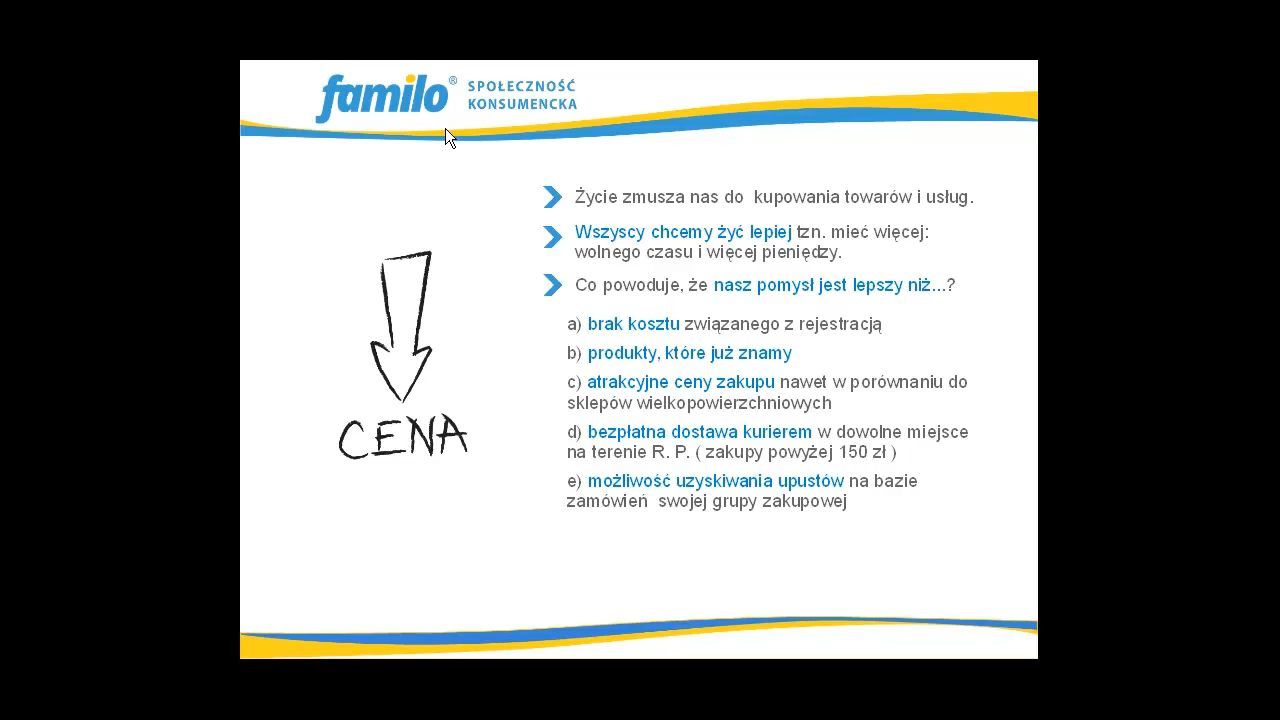 familo® SPOŁECZNOŚĆ
KONSUMENCKA
Życie zmusza nas do kupowania towarów i usług.
Wszyscy chcemy żyć lepiej tzn. mieć więcej:
wolnego czasu i więcej pieniędzy.
Co powoduje, że nasz pomysł jest lepszy niż...?
a) brak kosztu związanego z rejestracją
b) produkty, które już znamy
c) atrakcyjne ceny zakupu nawet w porównaniu do
sklepów wielkopowierzchniowych
d) bezpłatna dostawa kurierem w dowolne miejsce
na terenie R. P. ( zakupy powyżej 150 zł )
e) możliwość uzyskiwania upustów na bazie
zamówień swojej grupy zakupowej
CENA